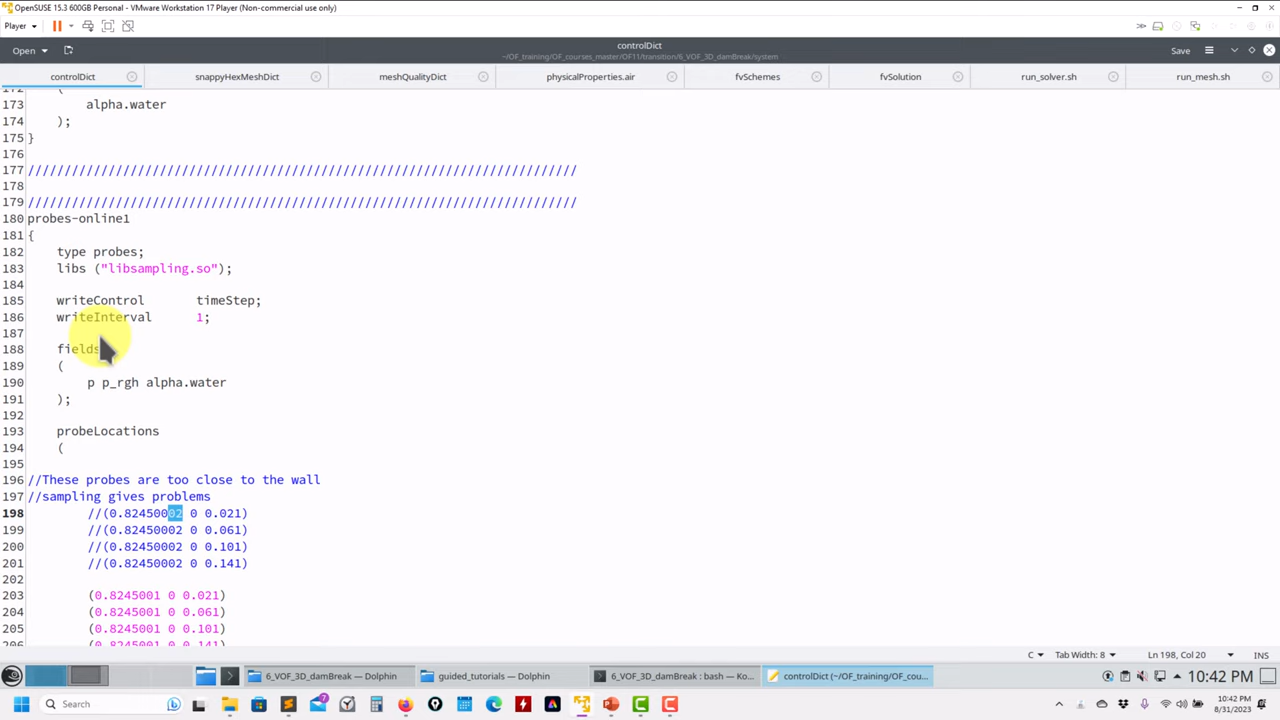 OpenSUSE 15.3 600GB Personal - VMware Workstation 17 Player (Non-commercial use only)
Player
Open
controlDict
~/OF_training/OF_courses_master/OF11/transition/6_VOF_3D_damBreak/system
Save
controlDict snappyHexMeshDict meshQualityDict physicalProperties.air fvSchemes fvSolution run_solver.sh run_mesh.sh
172 (
173 alpha.water
174 );
175 }
176
177 ////////////////////////////////////////////////////////////////////////////
178
179 ////////////////////////////////////////////////////////////////////////////
180 probes-online1
181 {
182 type probes;
183 libs ("libsampling.so");
184
185 writeControl timeStep;
186 writeInterval 1;
187
188 fields
189 (
190 p p_rgh alpha.water
191 );
192
193 probeLocations
194 (
195
196 //These probes are too close to the wall
197 //sampling gives problems
198 //(0.82450002 0 0.021)
199 //(0.82450002 0 0.061)
200 //(0.82450002 0 0.101)
201 //(0.82450002 0 0.141)
202
203 (0.8245001 0 0.021)
204 (0.8245001 0 0.061)
205 (0.8245001 0 0.101)
206 (0.8245001 0 0.141)
C Tab Width: 8 Ln 198, Col 20 INS
6_VOF_3D_damBreak — Dolphin guided_tutorials — Dolphin 6_VOF_3D_damBreak : bash — Ko... controlDict (~/OF_training/OF_cou... 10:42 PM
Search 7 10:42 PM
8/31/2023